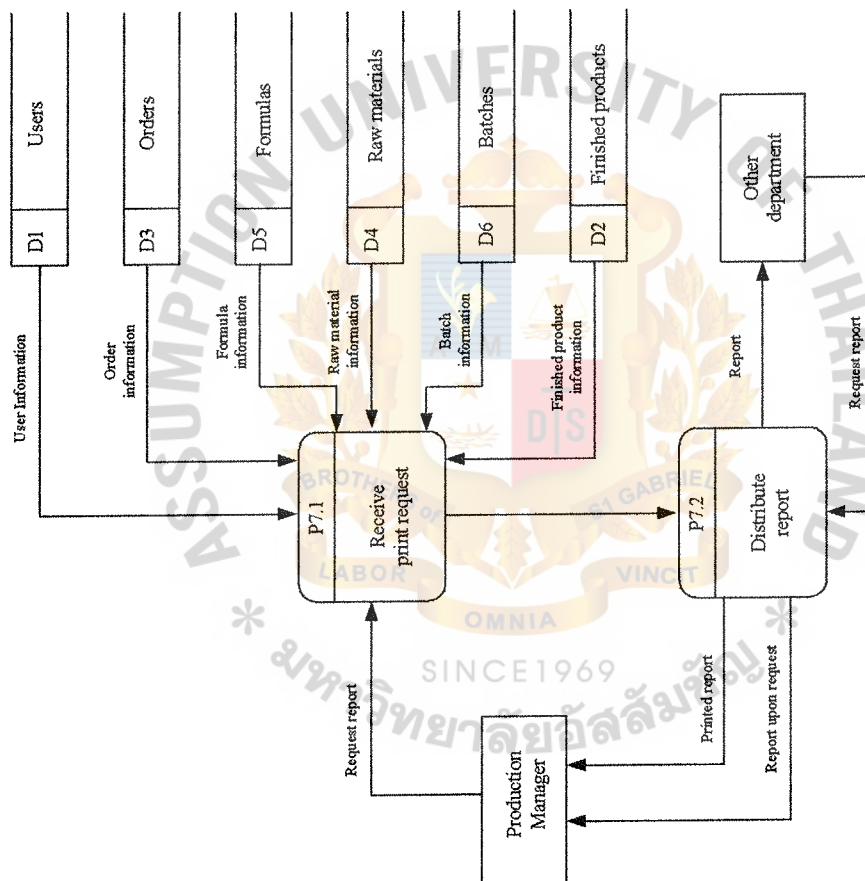 D1
Users
D3
Orders
D5
Formulas
D4
Raw materials
D6
Batches
D2
Finished products
User Information
Order
information
Formula
information
Raw material
information
Batch
information
Finished product
information
P7.1
Receive
print request
P7.2
Distribute
report
Other
department
Report
Request report
Request report
Production
Manager
Printed report
Report upon request
ASSUMPTION UNIVERSITY OF THAILAND
D S
BROTHERS of
ST GABRIEL
LABOR
OMNIA
VINCIT
SINCE 1969
มหาวิทยาลัยอัสสัมชัญ